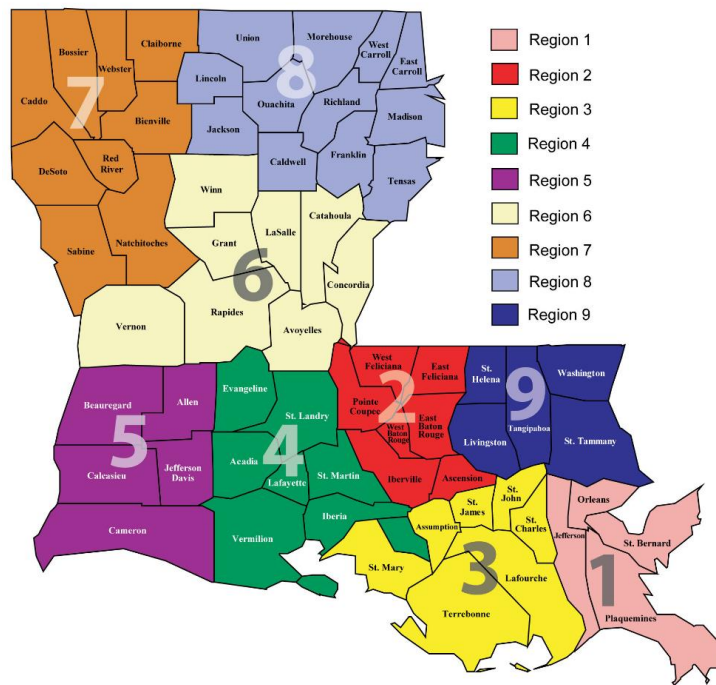 Union
Morehouse
West
Carroll
East
Carroll
Claiborne
Bossier
Webster
8
Lincoln
7
Caddo
Ouachita
Richland
Madison
Bienville
Jackson
Franklin
Caldwell
Red
River
DeSoto
Tensas
Winn
Catahoula
LaSalle
Natchitoches
Grant
Sabine
6
Concordia
Rapides
Vernon
Avoyelles
West
Feliciana
East
Feliciana
St.
Helena
Washington
Evangeline
2
9
Allen
Beauregard
Pointe
Coupee
St. Landry
East
Baton
Rouge
West
Baton
Rouge
Tangipahoa
5
Livingston
St. Tammany
Acadia
4
Calcasieu
Jefferson
Davis
St. Martin
Lafayette
Iberville
Ascension
St.
John
Orleans
St.
James
Iberia
Cameron
Vermilion
Assumption
St.
Charles
Jefferson
St. Bernard
St. Mary
3
Lafourche
1
Terrebonne
Plaquemines
Region 1
Region 2
Region 3
Region 4
Region 5
Region 6
Region 7
Region 8
Region 9